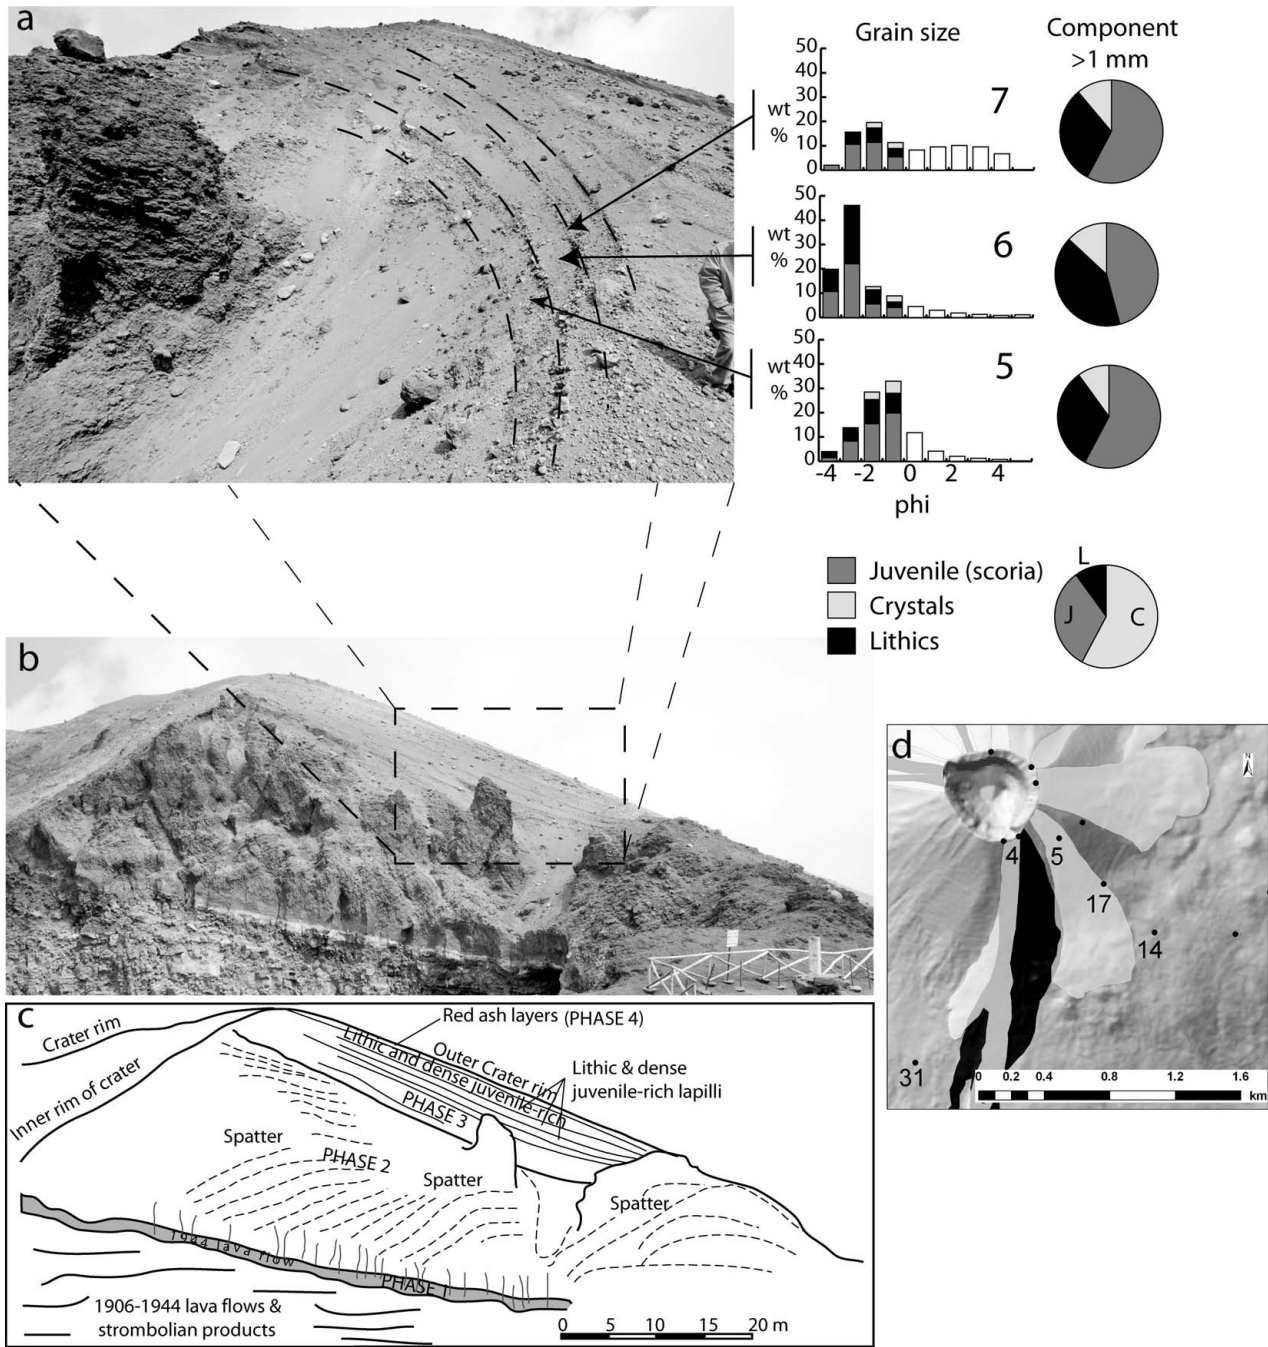 a
Grain size
Component
>1 mm
50
40
30
20
10
0
wt
%
7
50
40
30
20
10
0
wt
%
6
50
40
30
20
10
0
wt
%
5
-4 -2 0 2 4
phi
Juvenile (scoria)
Crystals
Lithics
L
J
C
b
d
N
4
5
17
14
31
0 0.2 0.4 0.8 1.2 1.6
km
c
Crater rim
Inner rim of crater
Red ash layers (PHASE 4)
Outer Crater rim
Lithic and dense juvenile-rich
Lithic & dense
juvenile-rich lapilli
PHASE 3
Spatter
PHASE 2
Spatter
Spatter
1944 lava flow
PHASE 1
1906-1944 lava flows &
strombolian products
0 5 10 15 20 m